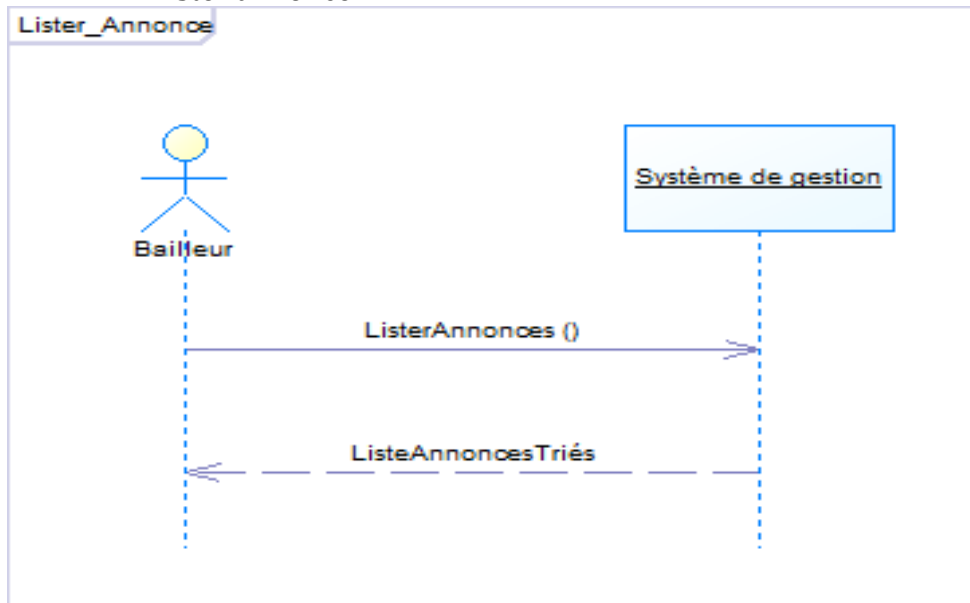 Lister_Annonce
Système de gestion
Bailleur
ListerAnnonces ()
ListeAnnoncesTriés